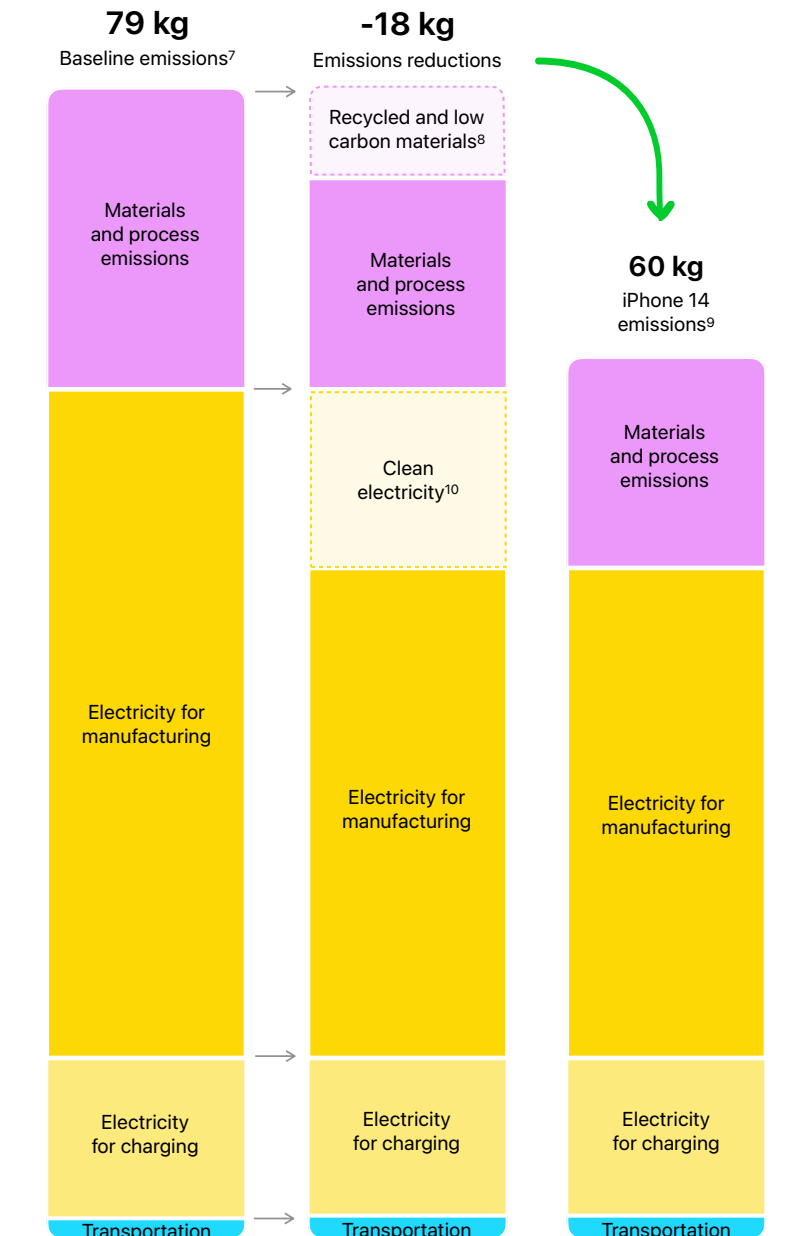 79 kg
Baseline emissions⁷
Materials
and process
emissions
Electricity for
manufacturing
Electricity
for charging
Transportation
-18 kg
Emissions reductions
Recycled and low
carbon materials⁸
Materials
and process
emissions
Clean
electricity¹⁰
Electricity for
manufacturing
Electricity
for charging
Transportation
60 kg
iPhone 14
emissions⁹
Materials
and process
emissions
Electricity for
manufacturing
Electricity
for charging
Transportation